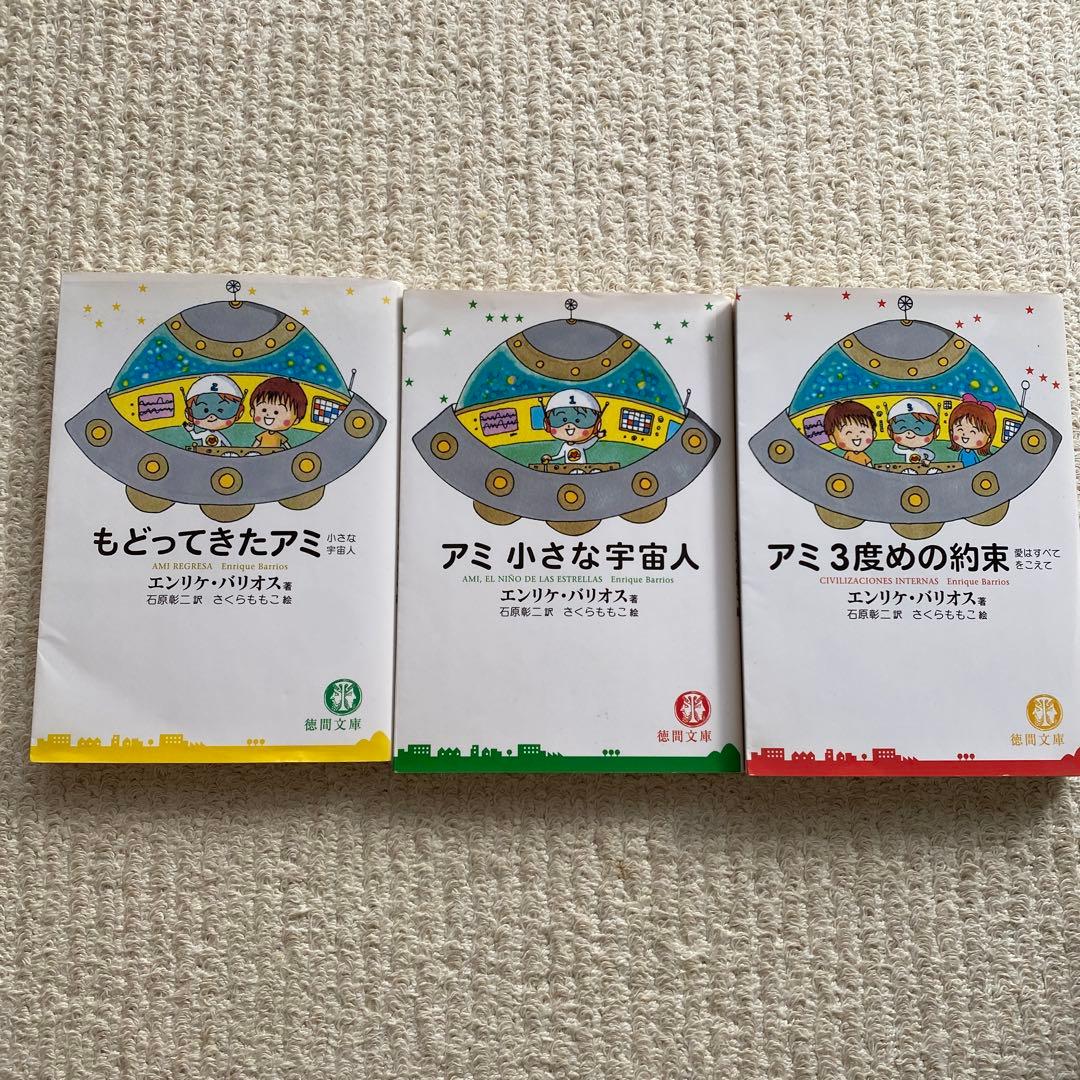 2
もどってきたアミ 小さな
宇宙人
AMI REGRESA Enrique Barrios
エンリケ・バリオス 著
石原彰二 訳 さくらももこ 絵
徳間文庫
1
アミ 小さな宇宙人
AMI, EL NIÑO DE LAS ESTRELLAS Enrique Barrios
エンリケ・バリオス 著
石原彰二 訳 さくらももこ 絵
徳間文庫
3
アミ 3度めの約束 愛はすべて
をこえて
CIVILIZACIONES INTERNAS Enrique Barrios
エンリケ・バリオス 著
石原彰二 訳 さくらももこ 絵
徳間文庫